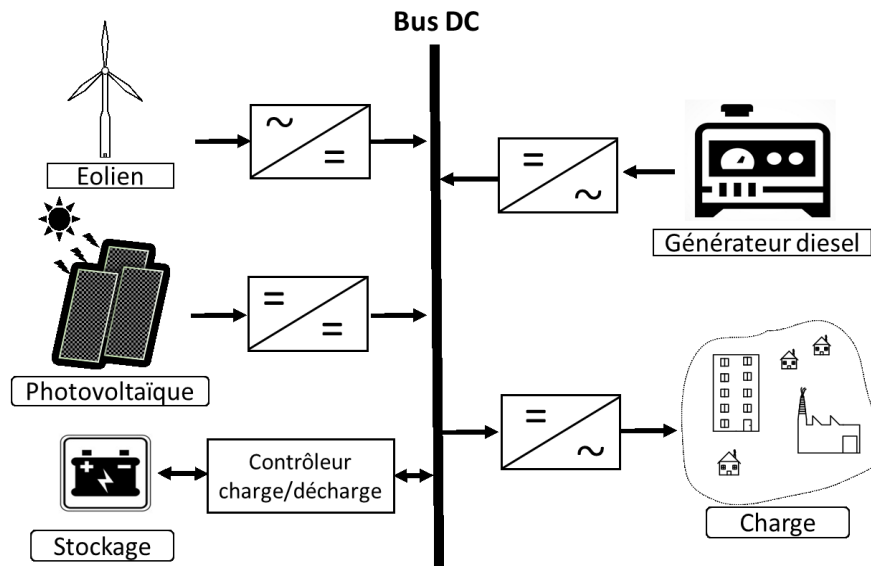 Bus DC
Eolien
Générateur diesel
Photovoltaïque
Contrôleur
charge/décharge
Stockage
Charge